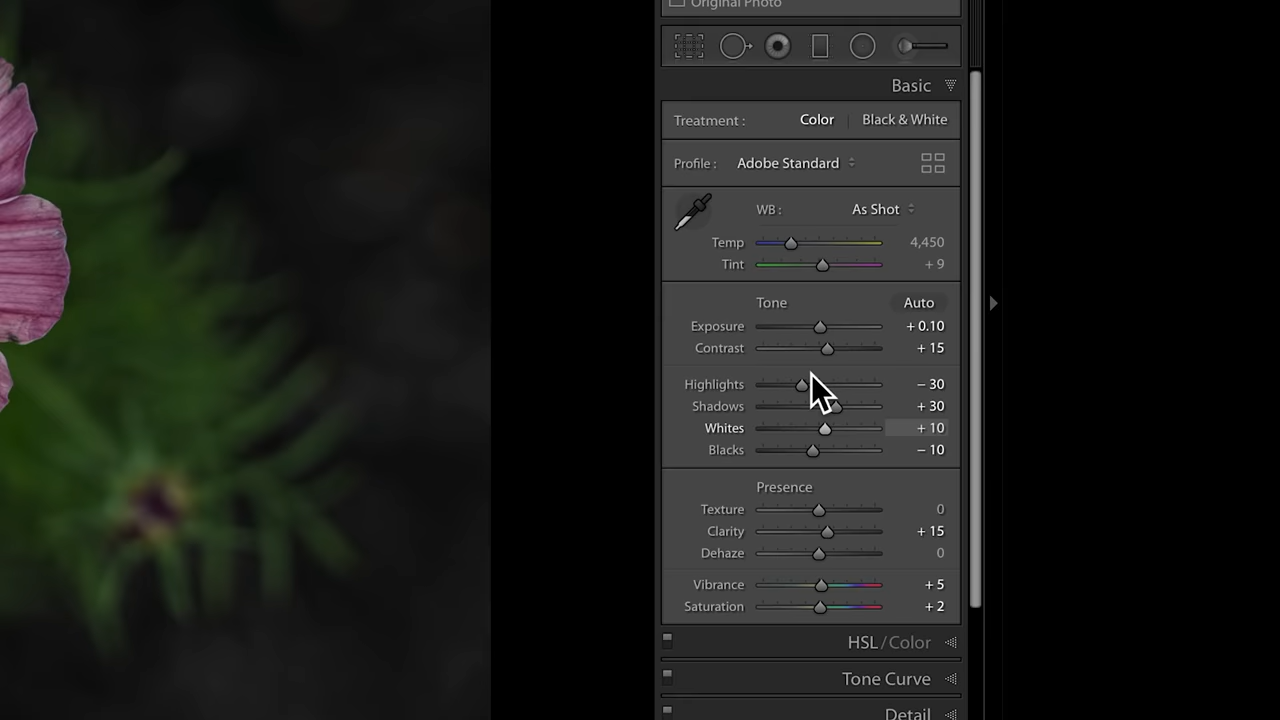 Original Photo
Basic
Treatment : Color | Black & White
Profile : Adobe Standard
WB : As Shot
Temp 4,450
Tint + 9
Tone Auto
Exposure + 0.10
Contrast + 15
Highlights − 30
Shadows + 30
Whites + 10
Blacks − 10
Presence
Texture 0
Clarity + 15
Dehaze 0
Vibrance + 5
Saturation + 2
HSL / Color
Tone Curve
Detail